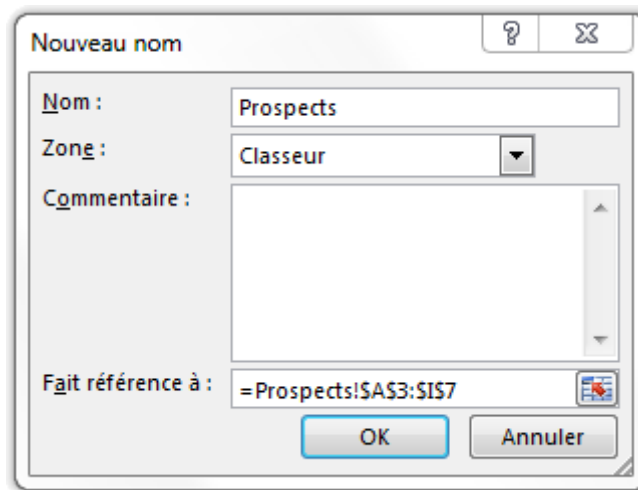 Nouveau nom
Nom : Prospects
Zone : Classeur
Commentaire :
Fait référence à : =Prospects!$A$3:$I$7
OK Annuler